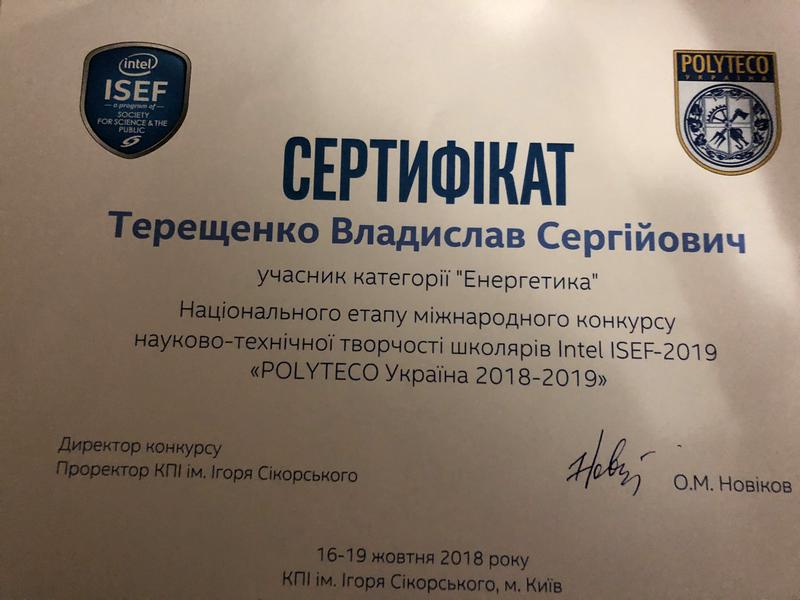 intel
ISEF
a program of
SOCIETY
FOR SCIENCE & THE
PUBLIC
POLYTECO
УКРАЇНА
СЕРТИФІКАТ
Терещенко Владислав Сергійович
учасник категорії "Енергетика"
Національного етапу міжнародного конкурсу
науково-технічної творчості школярів Intel ISEF-2019
«POLYTECO Україна 2018-2019»
Директор конкурсу
Проректор КПІ ім. Ігоря Сікорського
О.М. Новіков
16-19 жовтня 2018 року
КПІ ім. Ігоря Сікорського, м. Київ